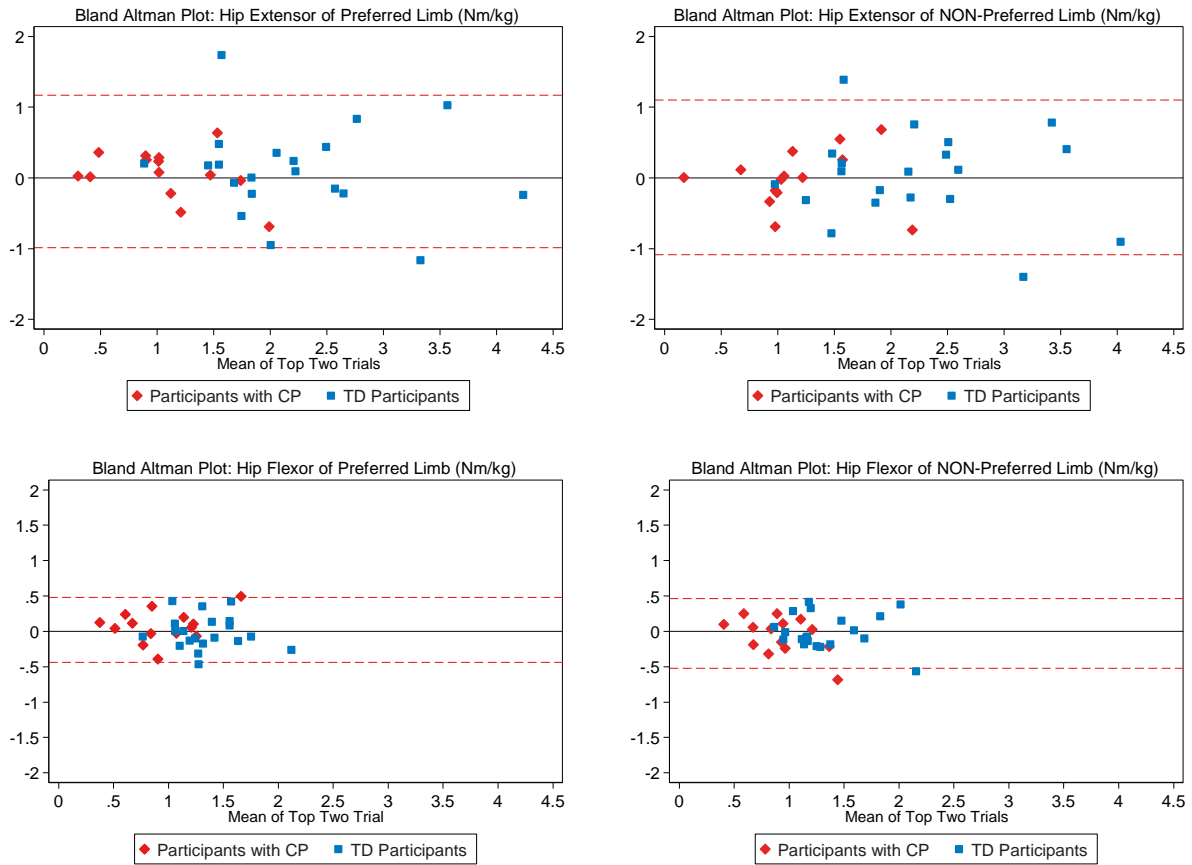 Bland Altman Plot: Hip Extensor of Preferred Limb (Nm/kg)
2
1
0
-1
-2
0 .5 1 1.5 2 2.5 3 3.5 4 4.5
Mean of Top Two Trials
Participants with CP TD Participants
Bland Altman Plot: Hip Extensor of NON-Preferred Limb (Nm/kg)
2
1
0
-1
-2
0 .5 1 1.5 2 2.5 3 3.5 4 4.5
Mean of Top Two Trials
Participants with CP TD Participants
Bland Altman Plot: Hip Flexor of Preferred Limb (Nm/kg)
2
1.5
1
.5
0
-.5
-1
-1.5
-2
0 .5 1 1.5 2 2.5 3 3.5 4 4.5
Mean of Top Two Trial
Participants with CP TD Participants
Bland Altman Plot: Hip Flexor of NON-Preferred Limb (Nm/kg)
2
1.5
1
.5
0
-.5
-1
-1.5
-2
0 .5 1 1.5 2 2.5 3 3.5 4 4.5
Mean of Top Two Trials
Participants with CP TD Participants